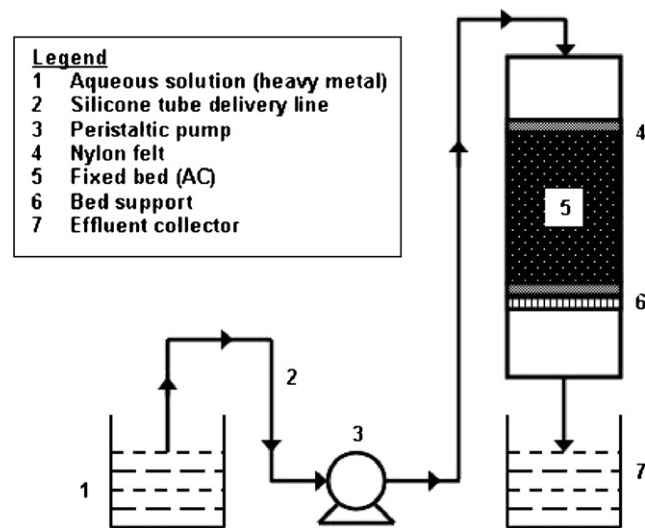 Legend
1 Aqueous solution (heavy metal)
2 Silicone tube delivery line
3 Peristaltic pump
4 Nylon felt
5 Fixed bed (AC)
6 Bed support
7 Effluent collector
4
5
6
2
3
1
7